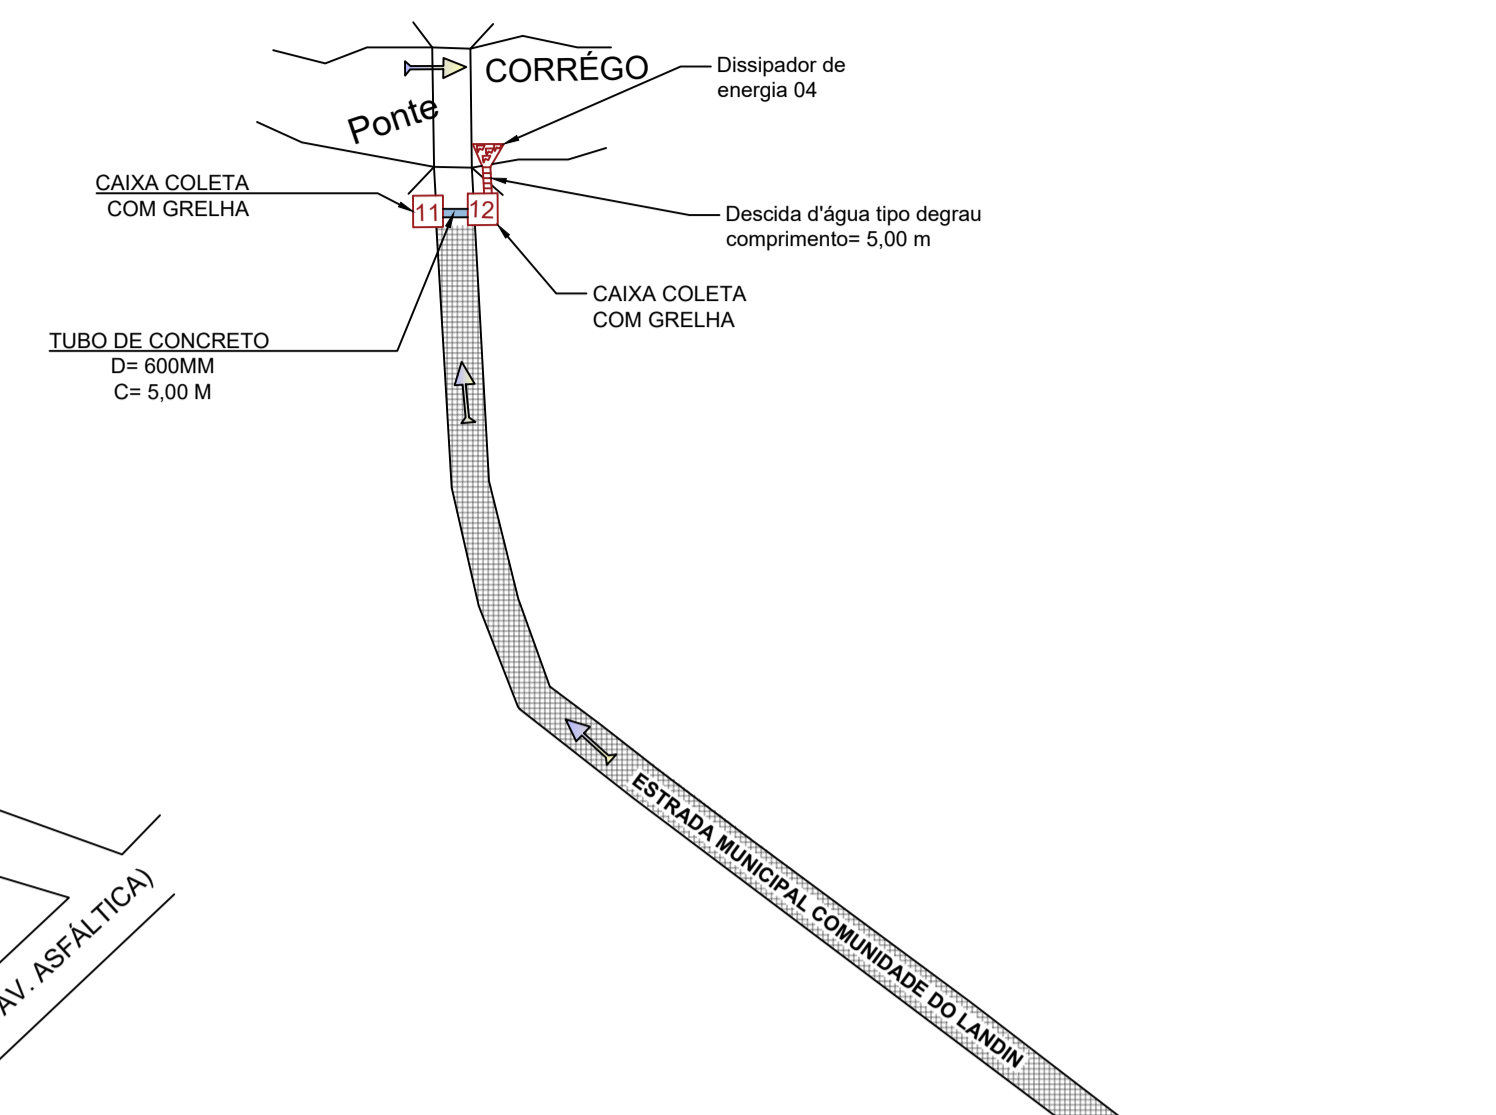 CORRÉGO
Ponte
Dissipador de
energia 04
CAIXA COLETA
COM GRELHA
11
12
Descida d'água tipo degrau
comprimento= 5,00 m
CAIXA COLETA
COM GRELHA
TUBO DE CONCRETO
D= 600MM
C= 5,00 M
ESTRADA MUNICIPAL COMUNIDADE DO LANDIN
AV. ASFÁLTICA)